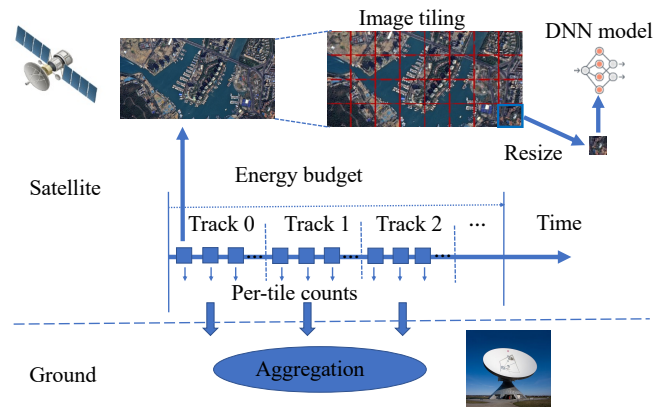 Image tiling
DNN model
Resize
Satellite
Energy budget
Track 0
Track 1
Track 2
...
Time
...
...
...
Per-tile counts
Ground
Aggregation